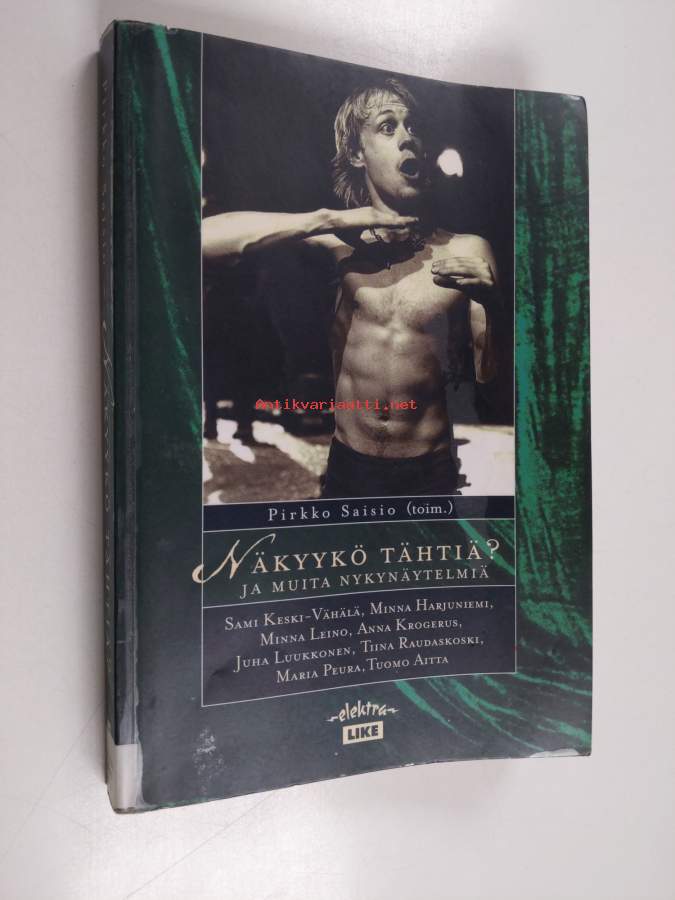 Antikvariaatti.net
Pirkko Saisio (toim.)
NÄKYYKÖ TÄHTIÄ?
JA MUITA NYKYNÄYTELMIÄ
SAMI KESKI-VÄHÄLÄ, MINNA HARJUNIEMI,
MINNA LEINO, ANNA KROGERUS,
JUHA LUUKKONEN, TIINA RAUDASKOSKI,
MARIA PEURA, TUOMO AITTA
elektra
LIKE